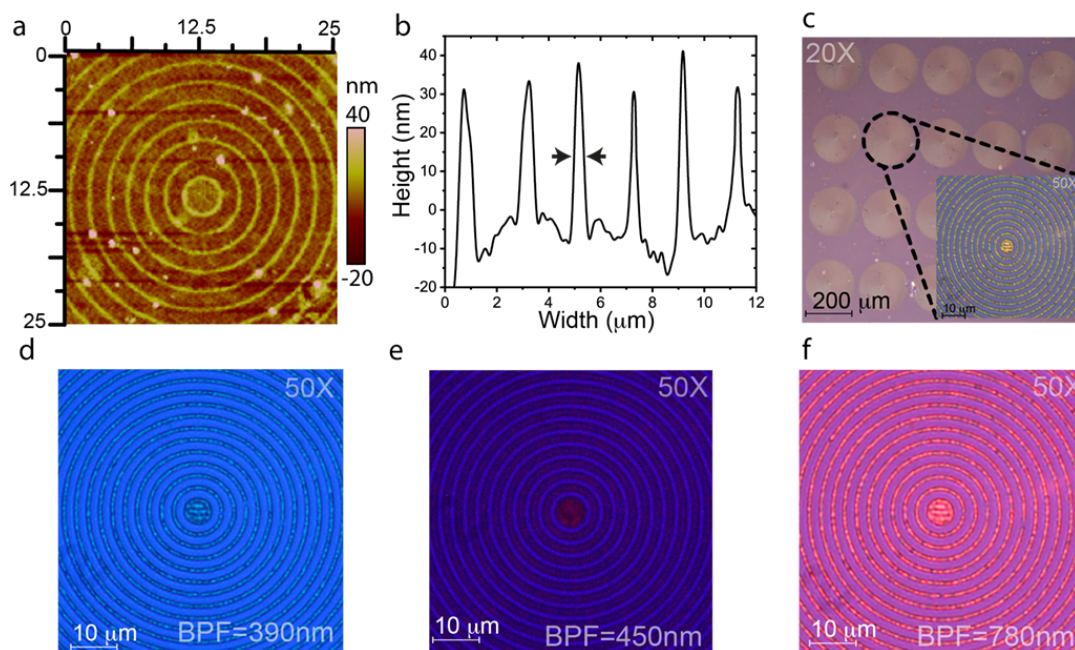 a
0 12.5 25
0
12.5
25
nm
40
-20
b
Height (nm)
40
30
20
10
0
-10
-20
0 2 4 6 8 10 12
Width (μm)
c
20X
50X
200 μm
10 μm
d
50X
10 μm
BPF=390nm
e
50X
10 μm
BPF=450nm
f
50X
10 μm
BPF=780nm